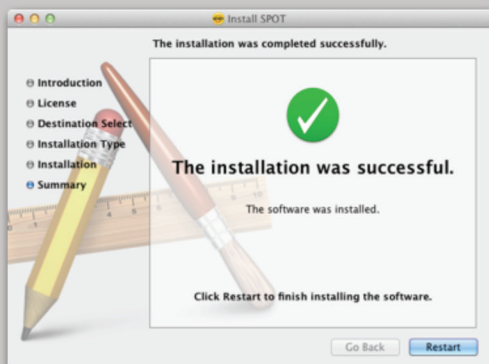 Install SPOT
The installation was completed successfully.
Introduction
License
Destination Select
Installation Type
Installation
Summary
The installation was successful.
The software was installed.
Click Restart to finish installing the software.
Go Back
Restart